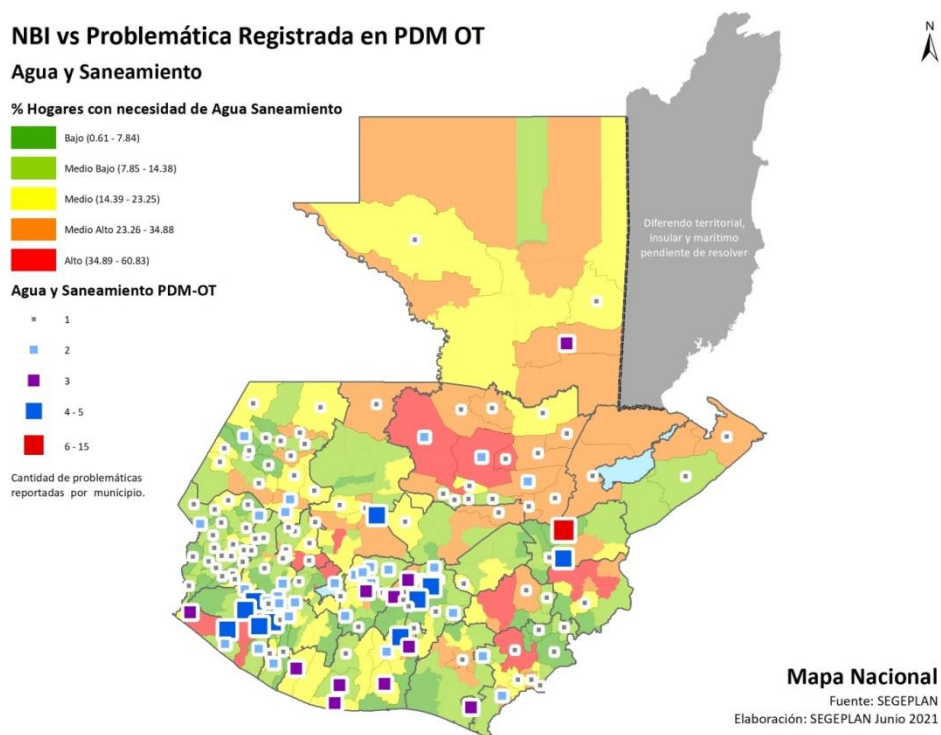 NBI vs Problemática Registrada en PDM OT
Agua y Saneamiento
% Hogares con necesidad de Agua Saneamiento
Bajo (0.61 - 7.84)
Medio Bajo (7.85 - 14.38)
Medio (14.39 - 23.25)
Medio Alto 23.26 - 34.88
Alto (34.89 - 60.83)
Agua y Saneamiento PDM-OT
1
2
3
4 - 5
6 - 15
Cantidad de problemáticas
reportadas por municipio.
N
Diferendo territorial,
insular y marítimo
pendiente de resolver
Mapa Nacional
Fuente: SEGEPLAN
Elaboración: SEGEPLAN Junio 2021